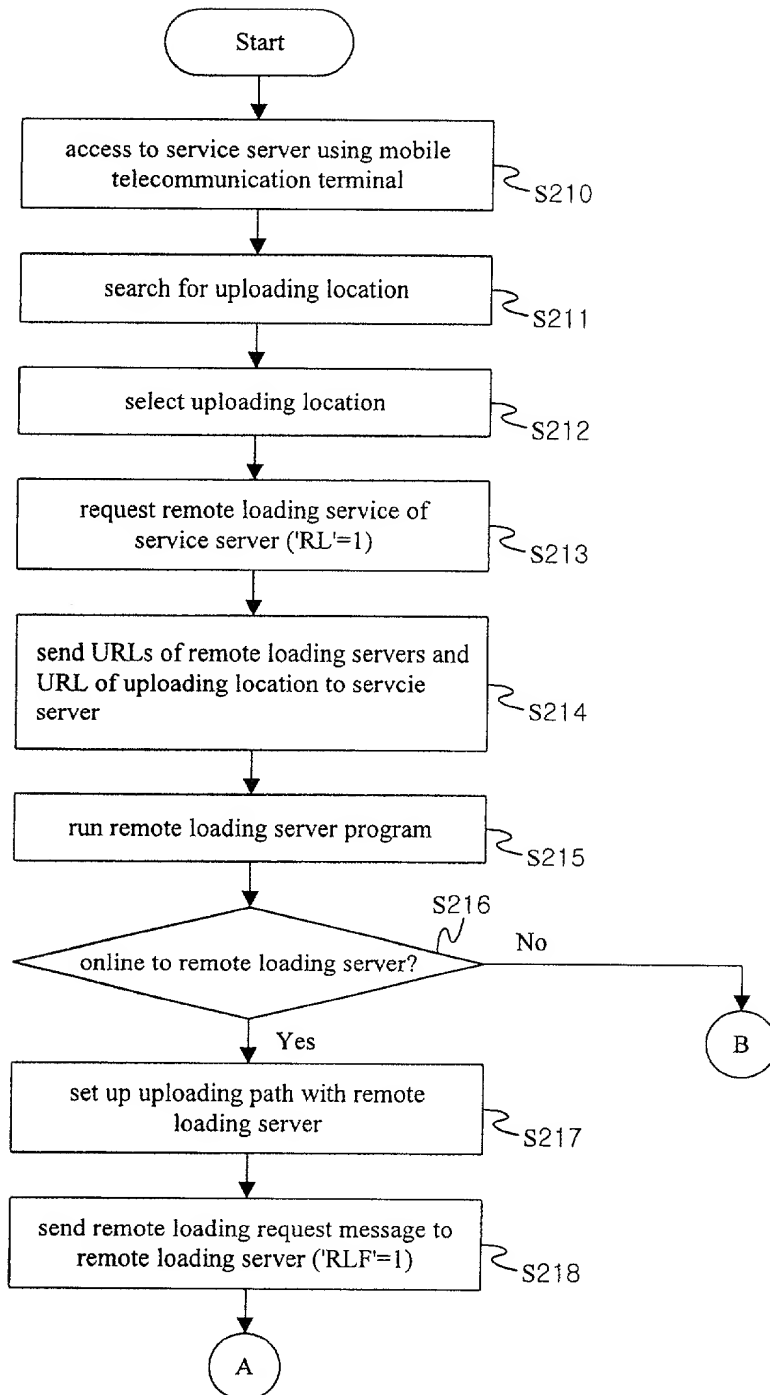 Start
access to service server using mobile
telecommunication terminal
S210
search for uploading location
S211
select uploading location
S212
request remote loading service of
service server ('RL'=1)
S213
send URLs of remote loading servers and
URL of uploading location to servcie
server
S214
run remote loading server program
S215
S216
online to remote loading server?
No
B
Yes
set up uploading path with remote
loading server
S217
send remote loading request message to
remote loading server ('RLF'=1)
S218
A